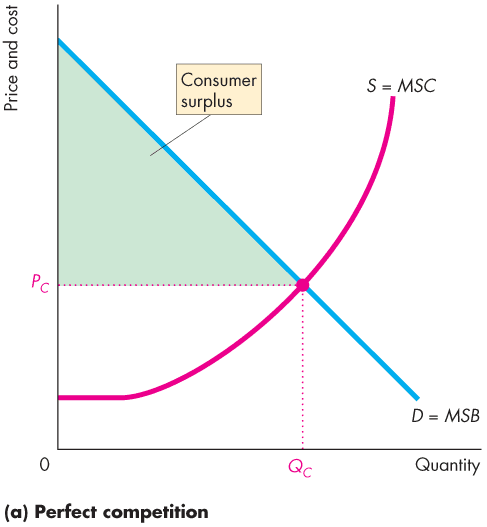 Price and cost
Consumer
surplus
S = MSC
P_C
D = MSB
0
Q_C
Quantity
(a) Perfect competition